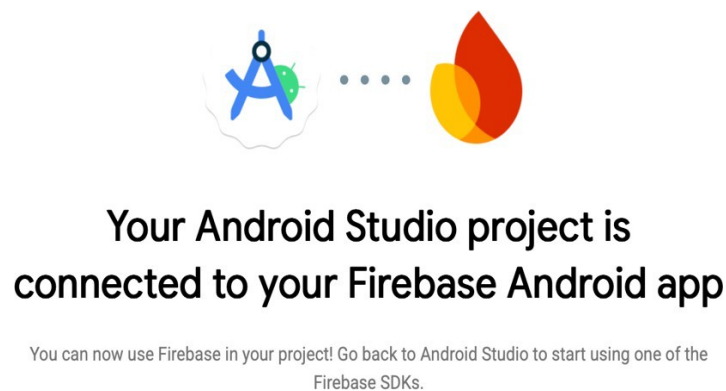 Your Android Studio project is
connected to your Firebase Android app
You can now use Firebase in your project! Go back to Android Studio to start using one of the
Firebase SDKs.